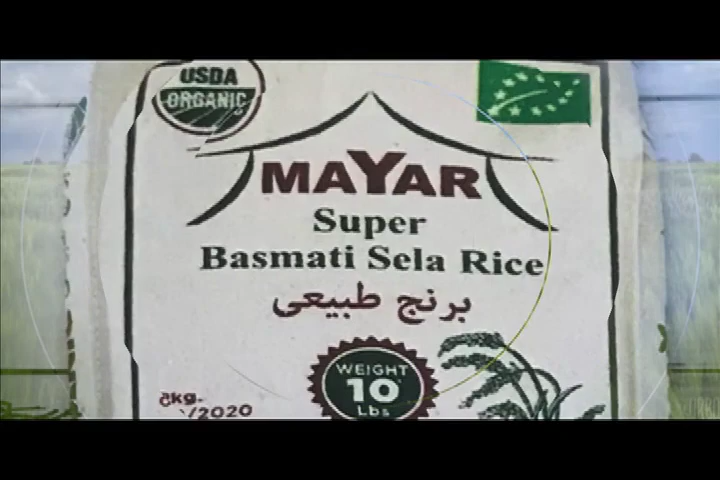 USDA
ORGANIC
MAYAR
Super
Basmati Sela Rice
برنج طبیعی
WEIGHT
10
Lbs
/2020